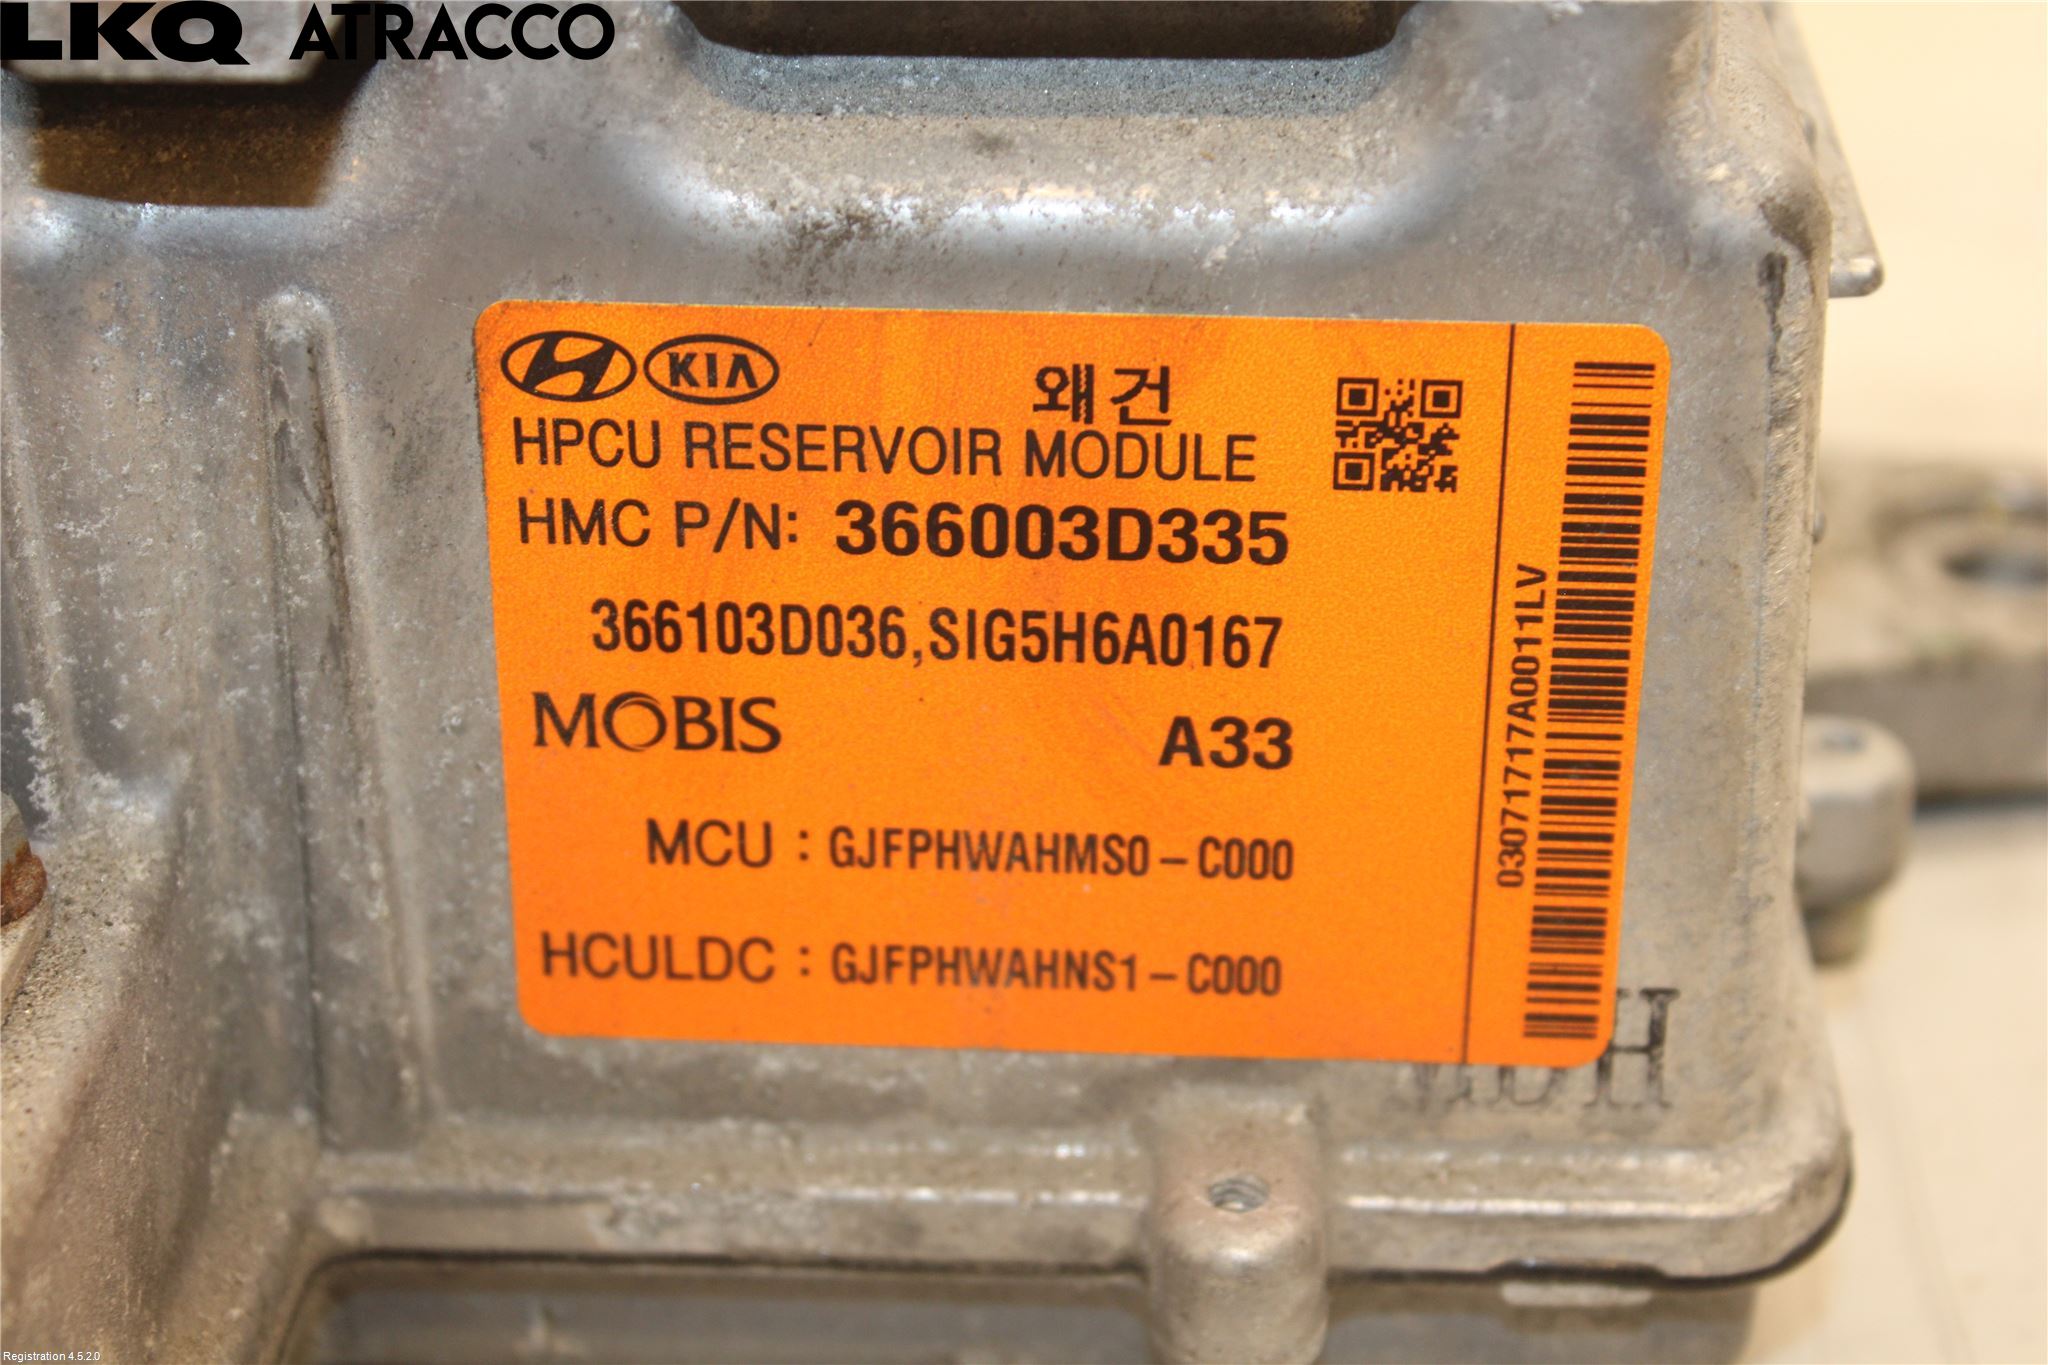 LKQ ATRACCO
KIA
왜건
HPCU RESERVOIR MODULE
HMC P/N: 366003D335
366103D036,SIG5H6A0167
MOBIS A33
MCU : GJFPHWAHMS0-C000
HCULDC : GJFPHWAHNS1-C000
03071717A0011LV
Registration 4.5.2.0